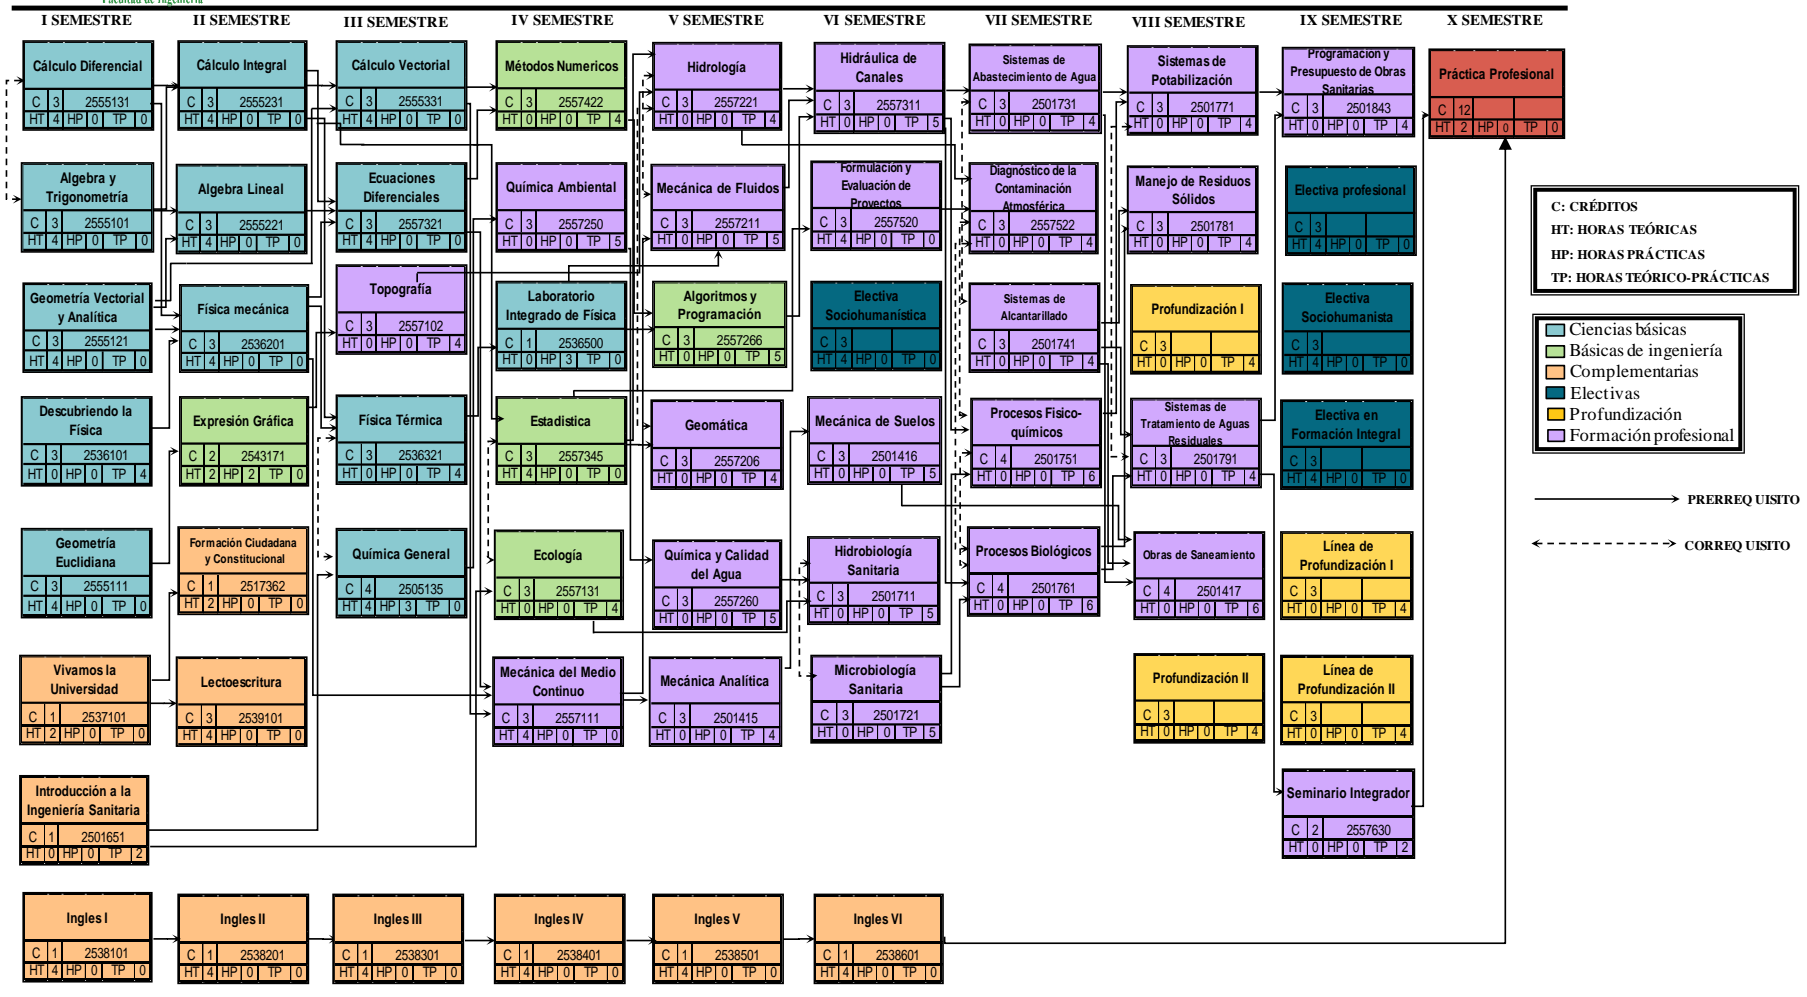 Facultad de Ingeniería
I SEMESTRE
II SEMESTRE
III SEMESTRE
IV SEMESTRE
V SEMESTRE
VI SEMESTRE
VII SEMESTRE
VIII SEMESTRE
IX SEMESTRE
X SEMESTRE
Cálculo Diferencial
C 3 2555131
HT 4 HP 0 TP 0
Algebra y
Trigonometría
C 3 2555101
HT 4 HP 0 TP 0
Geometría Vectorial
y Analítica
C 3 2555121
HT 4 HP 0 TP 0
Descubriendo la
Física
C 3 2536101
HT 0 HP 0 TP 4
Geometría
Euclidiana
C 3 2555111
HT 4 HP 0 TP 0
Vivamos la
Universidad
C 1 2537101
HT 2 HP 0 TP 0
Introducción a la
Ingeniería Sanitaria
C 1 2501651
HT 0 HP 0 TP 2
Ingles I
C 1 2538101
HT 4 HP 0 TP 0
Cálculo Integral
C 3 2555231
HT 4 HP 0 TP 0
Algebra Lineal
C 3 2555221
HT 4 HP 0 TP 0
Física mecánica
C 3 2536201
HT 4 HP 0 TP 0
Expresión Gráfica
C 2 2543171
HT 2 HP 2 TP 0
Formación Ciudadana
y Constitucional
C 1 2517362
HT 2 HP 0 TP 0
Lectoescritura
C 3 2539101
HT 4 HP 0 TP 0
Ingles II
C 1 2538201
HT 4 HP 0 TP 0
Cálculo Vectorial
C 3 2555331
HT 4 HP 0 TP 0
Ecuaciones
Diferenciales
C 3 2557321
HT 4 HP 0 TP 0
Topografía
C 3 2557102
HT 0 HP 0 TP 4
Física Térmica
C 3 2536321
HT 0 HP 0 TP 4
Química General
C 4 2505135
HT 4 HP 3 TP 0
Ingles III
C 1 2538301
HT 4 HP 0 TP 0
Métodos Numericos
C 3 2557422
HT 0 HP 0 TP 4
Química Ambiental
C 3 2557250
HT 0 HP 0 TP 5
Laboratorio
Integrado de Física
C 1 2536500
HT 0 HP 3 TP 0
Estadistica
C 3 2557345
HT 4 HP 0 TP 0
Ecología
C 3 2557131
HT 0 HP 0 TP 4
Mecánica del Medio
Continuo
C 3 2557111
HT 4 HP 0 TP 0
Ingles IV
C 1 2538401
HT 4 HP 0 TP 0
Hidrología
C 3 2557221
HT 0 HP 0 TP 4
Mecánica de Fluidos
C 3 2557211
HT 0 HP 0 TP 5
Algoritmos y
Programación
C 3 2557266
HT 0 HP 0 TP 5
Geomática
C 3 2557206
HT 0 HP 0 TP 4
Química y Calidad
del Agua
C 3 2557260
HT 0 HP 0 TP 5
Mecánica Analítica
C 3 2501415
HT 0 HP 0 TP 4
Ingles V
C 1 2538501
HT 4 HP 0 TP 0
Hidráulica de
Canales
C 3 2557311
HT 0 HP 0 TP 5
Formulación y
Evaluación de
Proyectos
C 3 2557520
HT 4 HP 0 TP 0
Electiva
Sociohumanística
C 3
HT 4 HP 0 TP 0
Mecánica de Suelos
C 3 2501416
HT 0 HP 0 TP 5
Hidrobiología
Sanitaria
C 3 2501711
HT 0 HP 0 TP 5
Microbiología
Sanitaria
C 3 2501721
HT 0 HP 0 TP 5
Ingles VI
C 1 2538601
HT 4 HP 0 TP 0
Sistemas de
Abastecimiento de Agua
C 3 2501731
HT 0 HP 0 TP 4
Diagnóstico de la
Contaminación
Atmosférica
C 3 2557522
HT 0 HP 0 TP 4
Sistemas de
Alcantarillado
C 3 2501741
HT 0 HP 0 TP 4
Procesos Fisico-
químicos
C 4 2501751
HT 0 HP 0 TP 6
Procesos Biológicos
C 4 2501761
HT 0 HP 0 TP 6
Sistemas de
Potabilización
C 3 2501771
HT 0 HP 0 TP 4
Manejo de Residuos
Sólidos
C 3 2501781
HT 0 HP 0 TP 4
Profundización I
C 3
HT 0 HP 0 TP 4
Sistemas de
Tratamiento de Aguas
Residuales
C 3 2501791
HT 0 HP 0 TP 4
Obras de Saneamiento
C 4 2501417
HT 0 HP 0 TP 6
Profundización II
C 3
HT 0 HP 0 TP 4
Programación y
Presupuesto de Obras
Sanitarias
C 3 2501843
HT 0 HP 0 TP 4
Electiva profesional
C 3
HT 4 HP 0 TP 0
Electiva
Sociohumanista
C 3
HT 4 HP 0 TP 0
Electiva en
Formación Integral
C 3
HT 4 HP 0 TP 0
Línea de
Profundización I
C 3
HT 0 HP 0 TP 4
Línea de
Profundización II
C 3
HT 0 HP 0 TP 4
Seminario Integrador
C 2 2557630
HT 0 HP 0 TP 2
Práctica Profesional
C 12
HT 2 HP 0 TP 0
C: CRÉDITOS
HT: HORAS TEÓRICAS
HP: HORAS PRÁCTICAS
TP: HORAS TEÓRICO-PRÁCTICAS
Ciencias básicas
Básicas de ingeniería
Complementarias
Electivas
Profundización
Formación profesional
PRERREQ UISITO
CORREQ UISITO